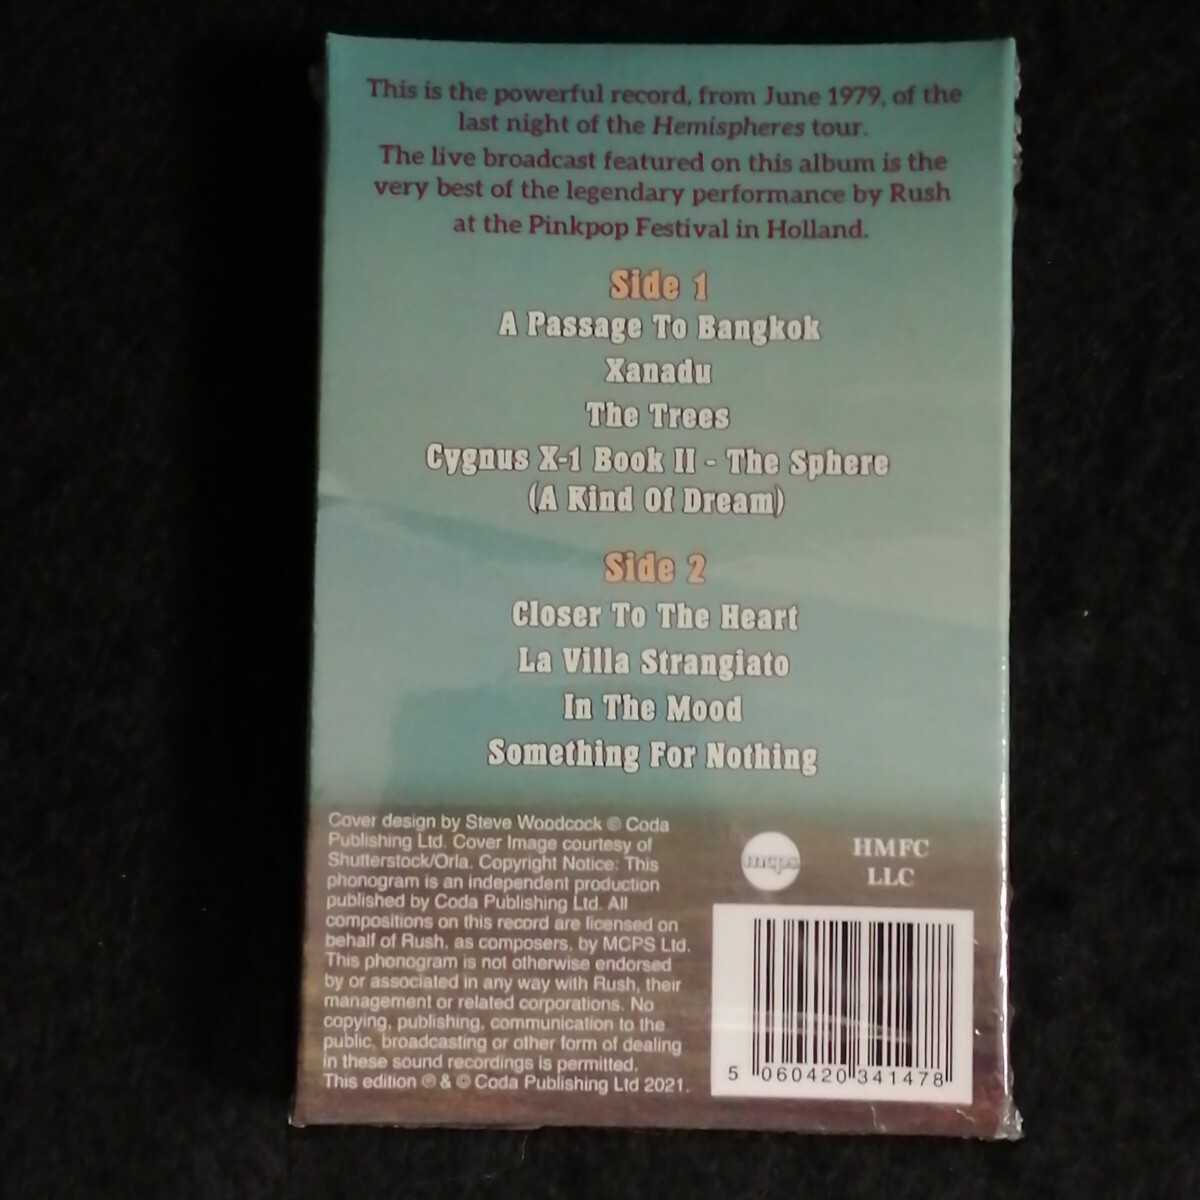 This is the powerful record, from June 1979, of the
last night of the Hemispheres tour.
The live broadcast featured on this album is the
very best of the legendary performance by Rush
at the Pinkpop Festival in Holland.
Side 1
A Passage To Bangkok
Xanadu
The Trees
Cygnus X-1 Book II - The Sphere
(A Kind Of Dream)
Side 2
Closer To The Heart
La Villa Strangiato
In The Mood
Something For Nothing
Cover design by Steve Woodcock © Coda
Publishing Ltd. Cover Image courtesy of
Shutterstock/Orla. Copyright Notice: This
phonogram is an independent production
published by Coda Publishing Ltd. All
compositions on this record are licensed on
behalf of Rush, as composers, by MCPS Ltd.
This phonogram is not otherwise endorsed
by or associated in any way with Rush, their
management or related corporations. No
copying, publishing, communication to the
public, broadcasting or other form of dealing
in these sound recordings is permitted.
This edition ℗ & © Coda Publishing Ltd 2021.
mcps
HMFC
LLC
5 060420 341478